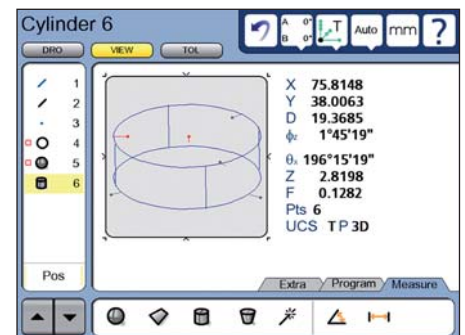 Cylinder 6
A 0°
B 0°
T
Auto
mm
?
DRO
VIEW
TOL
1
2
3
4
5
6
Pos
X 75.8148
Y 38.0063
D 19.3685
ϕz 1°45'19"
θx 196°15'19"
Z 2.8198
F 0.1282
Pts 6
UCS T P 3D
Extra
Program
Measure